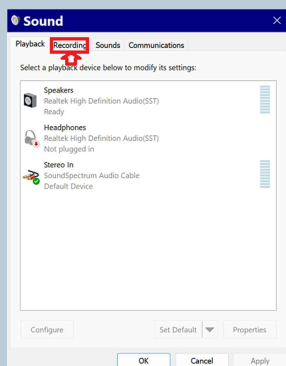 Sound
Playback Recording Sounds Communications
Select a playback device below to modify its settings:
Speakers
Realtek High Definition Audio(SST)
Ready
Headphones
Realtek High Definition Audio(SST)
Not plugged in
Stereo In
SoundSpectrum Audio Cable
Default Device
Configure Set Default Properties
OK Cancel Apply